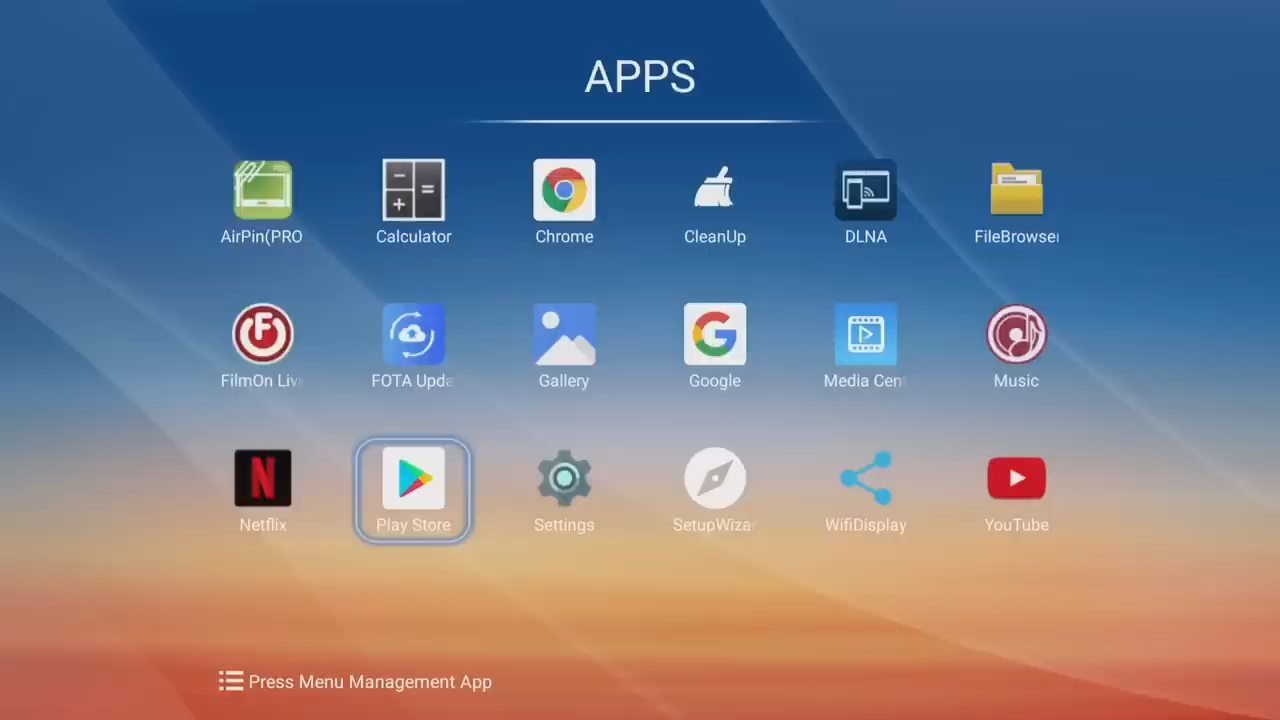 APPS
AirPin(PRO
Calculator
Chrome
CleanUp
DLNA
FileBrowser
FilmOn Live
FOTA Upda
Gallery
Google
Media Cent
Music
Netflix
Play Store
Settings
SetupWizar
WifiDisplay
YouTube
Press Menu Management App